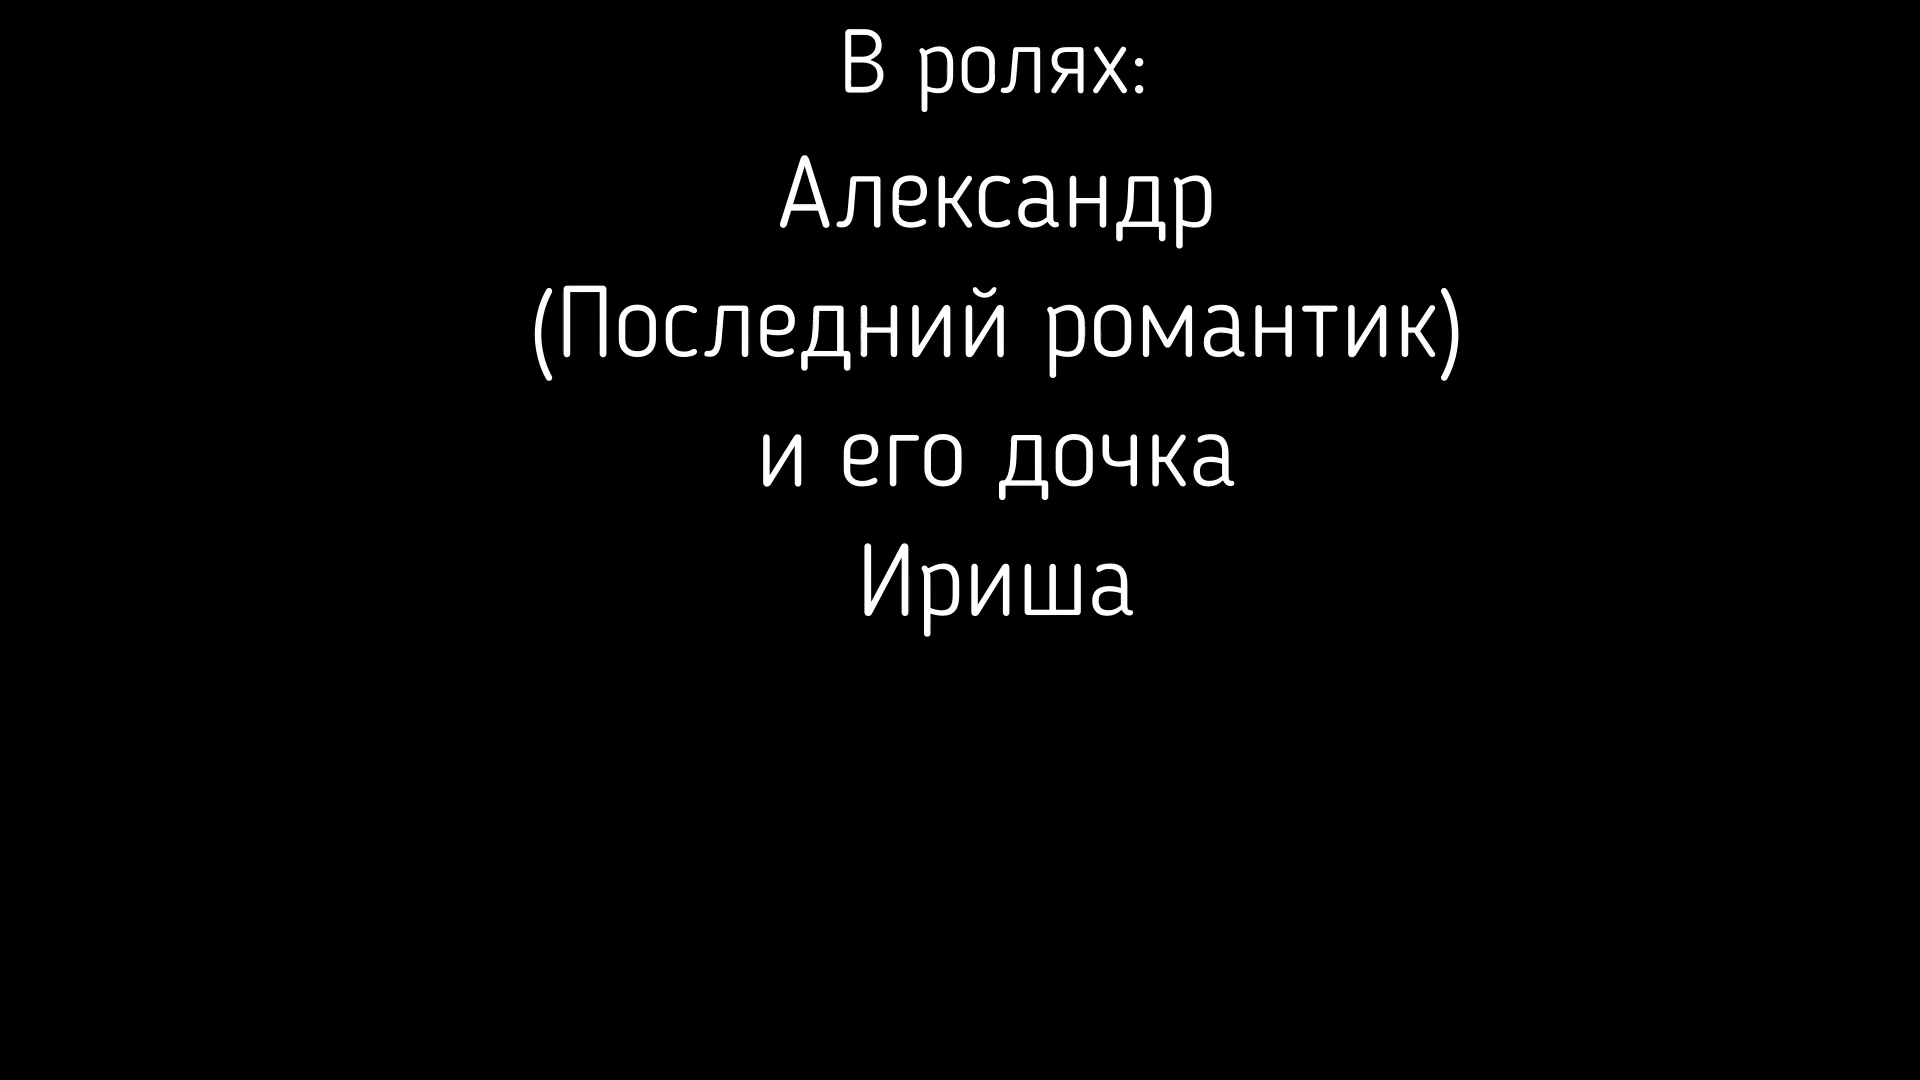 В ролях:
Александр
(Последний романтик)
и его дочка
Ириша